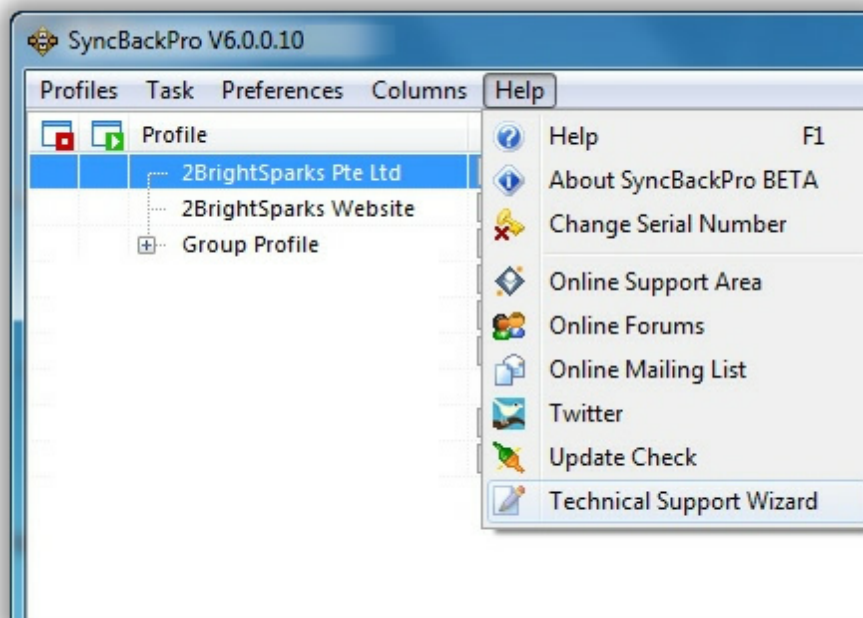 SyncBackPro V6.0.0.10
Profiles Task Preferences Columns Help
Profile
2BrightSparks Pte Ltd
2BrightSparks Website
Group Profile
Help F1
About SyncBackPro BETA
Change Serial Number
Online Support Area
Online Forums
Online Mailing List
Twitter
Update Check
Technical Support Wizard